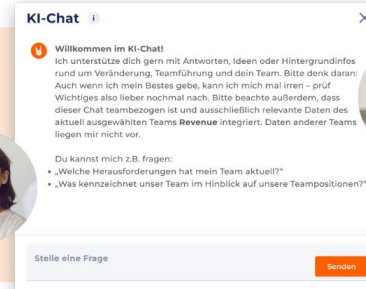 KI-Chat i
Willkommen im KI-Chat!
Ich unterstütze dich gern mit Antworten, Ideen oder Hintergrundinfos
rund um Veränderung, Teamführung und dein Team. Bitte denk daran:
Auch wenn ich mein Bestes gebe, kann ich mich mal irren – prüf
Wichtiges also lieber nochmal nach. Bitte beachte außerdem, dass
dieser Chat teambezogen ist und ausschließlich relevante Daten des
aktuell ausgewählten Teams Revenue integriert. Daten anderer Teams
liegen mir nicht vor.
Du kannst mich z.B. fragen:
• „Welche Herausforderungen hat mein Team aktuell?“
• „Was kennzeichnet unser Team im Hinblick auf unsere Teampositionen?“
Stelle eine Frage
Senden